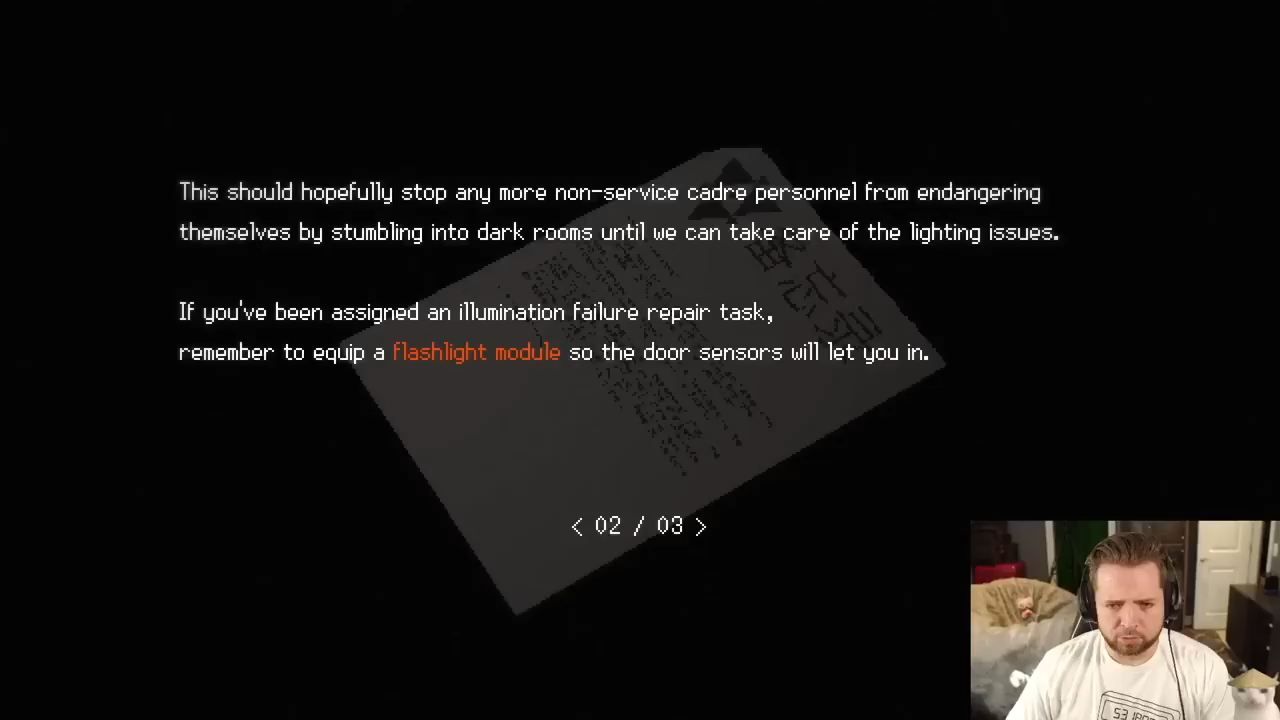 This should hopefully stop any more non-service cadre personnel from endangering
themselves by stumbling into dark rooms until we can take care of the lighting issues.
If you've been assigned an illumination failure repair task,
remember to equip a flashlight module so the door sensors will let you in.
< 02 / 03 >